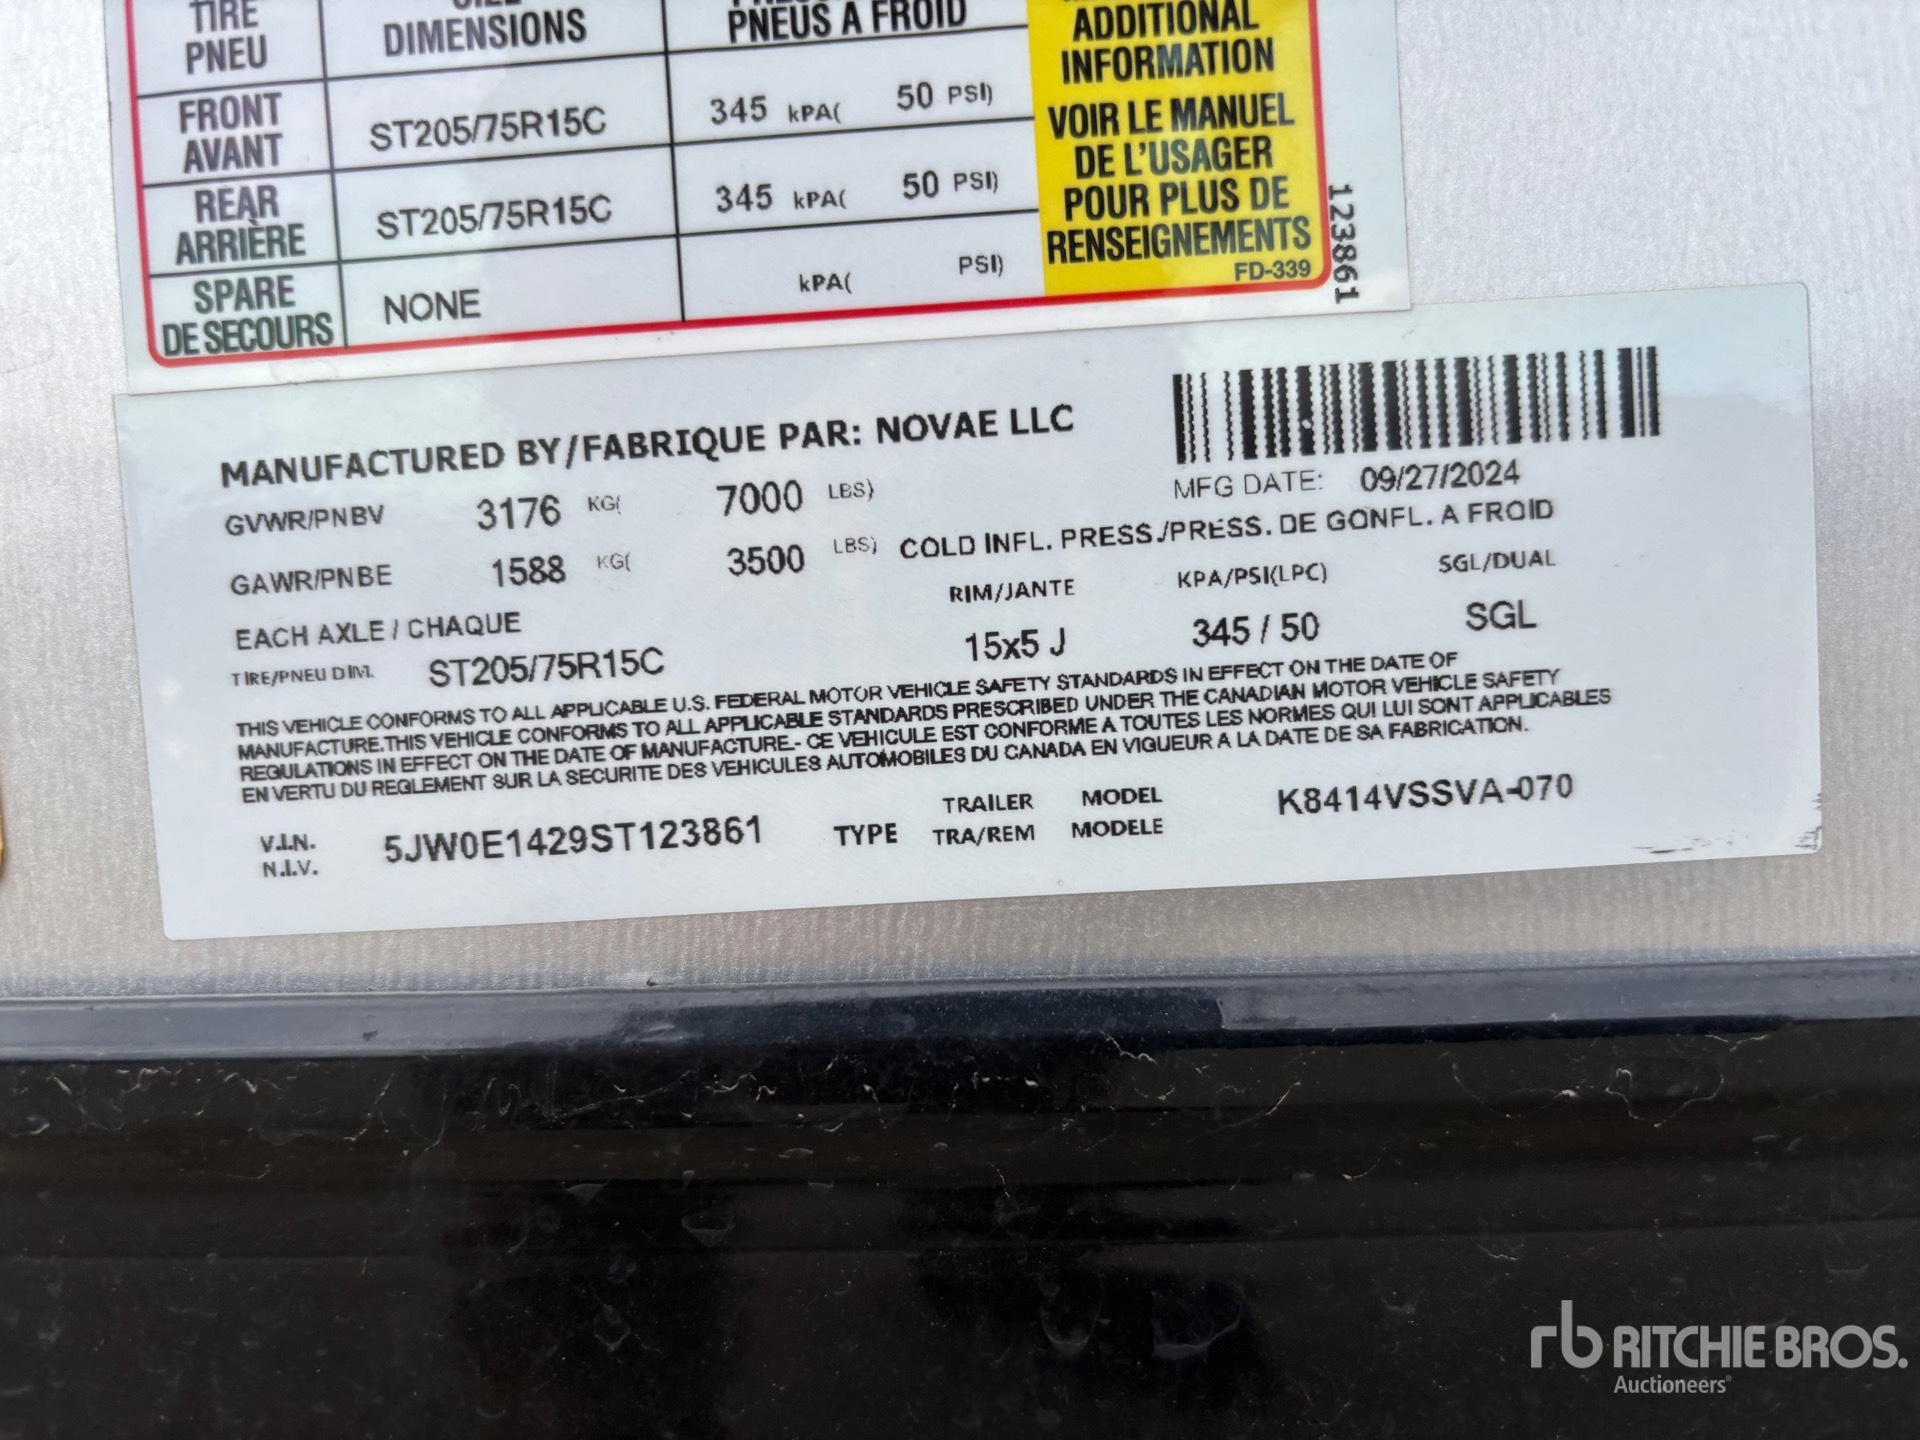 TIRE
PNEU
DIMENSIONS
PNEUS A FROID
FRONT
AVANT
ST205/75R15C
345 kPA( 50 PSI)
REAR
ARRIÈRE
ST205/75R15C
345 kPA( 50 PSI)
SPARE
DE SECOURS
NONE
kPA( PSI)
ADDITIONAL
INFORMATION
VOIR LE MANUEL
DE L'USAGER
POUR PLUS DE
RENSEIGNEMENTS
FD-339
123861
MANUFACTURED BY/FABRIQUE PAR: NOVAE LLC
MFG DATE: 09/27/2024
GVWR/PNBV 3176 KG( 7000 LBS)
GAWR/PNBE 1588 KG( 3500 LBS)
COLD INFL. PRESS./PRESS. DE GONFL. A FROID
EACH AXLE / CHAQUE
RIM/JANTE KPA/PSI(LPC) SGL/DUAL
TIRE/PNEU DIM. ST205/75R15C 15x5 J 345 / 50 SGL
THIS VEHICLE CONFORMS TO ALL APPLICABLE U.S. FEDERAL MOTOR VEHICLE SAFETY STANDARDS IN EFFECT ON THE DATE OF
MANUFACTURE.THIS VEHICLE CONFORMS TO ALL APPLICABLE STANDARDS PRESCRIBED UNDER THE CANADIAN MOTOR VEHICLE SAFETY
REGULATIONS IN EFFECT ON THE DATE OF MANUFACTURE.- CE VEHICULE EST CONFORME A TOUTES LES NORMES QUI LUI SONT APPLICABLES
EN VERTU DU REGLEMENT SUR LA SECURITE DES VEHICULES AUTOMOBILES DU CANADA EN VIGUEUR A LA DATE DE SA FABRICATION.
V.I.N.
N.I.V.
5JW0E1429ST123861
TYPE
TRAILER
TRA/REM
MODEL
MODELE
K8414VSSVA-070
rb RITCHIE BROS.
Auctioneers